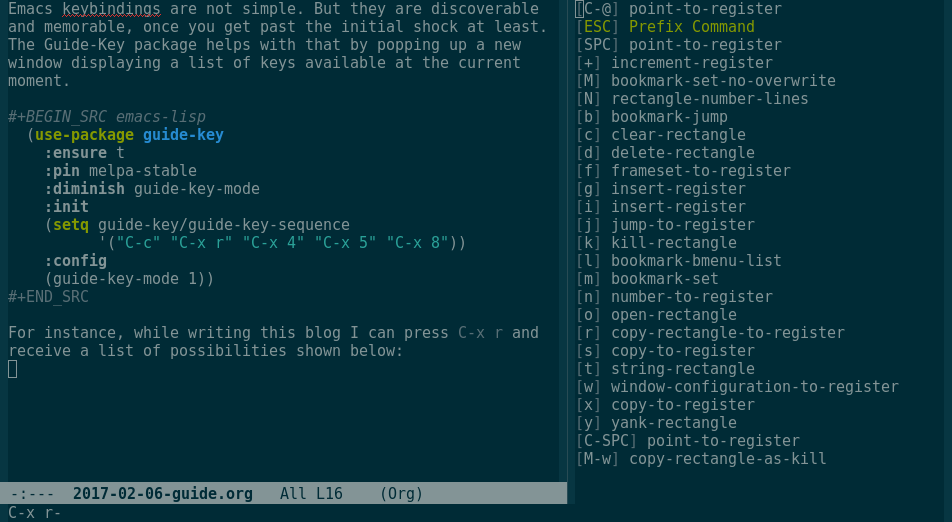 Emacs keybindings are not simple. But they are discoverable
and memorable, once you get past the initial shock at least.
The Guide-Key package helps with that by popping up a new
window displaying a list of keys available at the current
moment.
#+BEGIN_SRC emacs-lisp
(use-package guide-key
:ensure t
:pin melpa-stable
:diminish guide-key-mode
:init
(setq guide-key/guide-key-sequence
'("C-c" "C-x r" "C-x 4" "C-x 5" "C-x 8"))
:config
(guide-key-mode 1))
#+END_SRC
For instance, while writing this blog I can press C-x r and
receive a list of possibilities shown below:
-:---  2017-02-06-guide.org   All L16    (Org)
C-x r-
[C-@] point-to-register
[ESC] Prefix Command
[SPC] point-to-register
[+] increment-register
[M] bookmark-set-no-overwrite
[N] rectangle-number-lines
[b] bookmark-jump
[c] clear-rectangle
[d] delete-rectangle
[f] frameset-to-register
[g] insert-register
[i] insert-register
[j] jump-to-register
[k] kill-rectangle
[l] bookmark-bmenu-list
[m] bookmark-set
[n] number-to-register
[o] open-rectangle
[r] copy-rectangle-to-register
[s] copy-to-register
[t] string-rectangle
[w] window-configuration-to-register
[x] copy-to-register
[y] yank-rectangle
[C-SPC] point-to-register
[M-w] copy-rectangle-as-kill